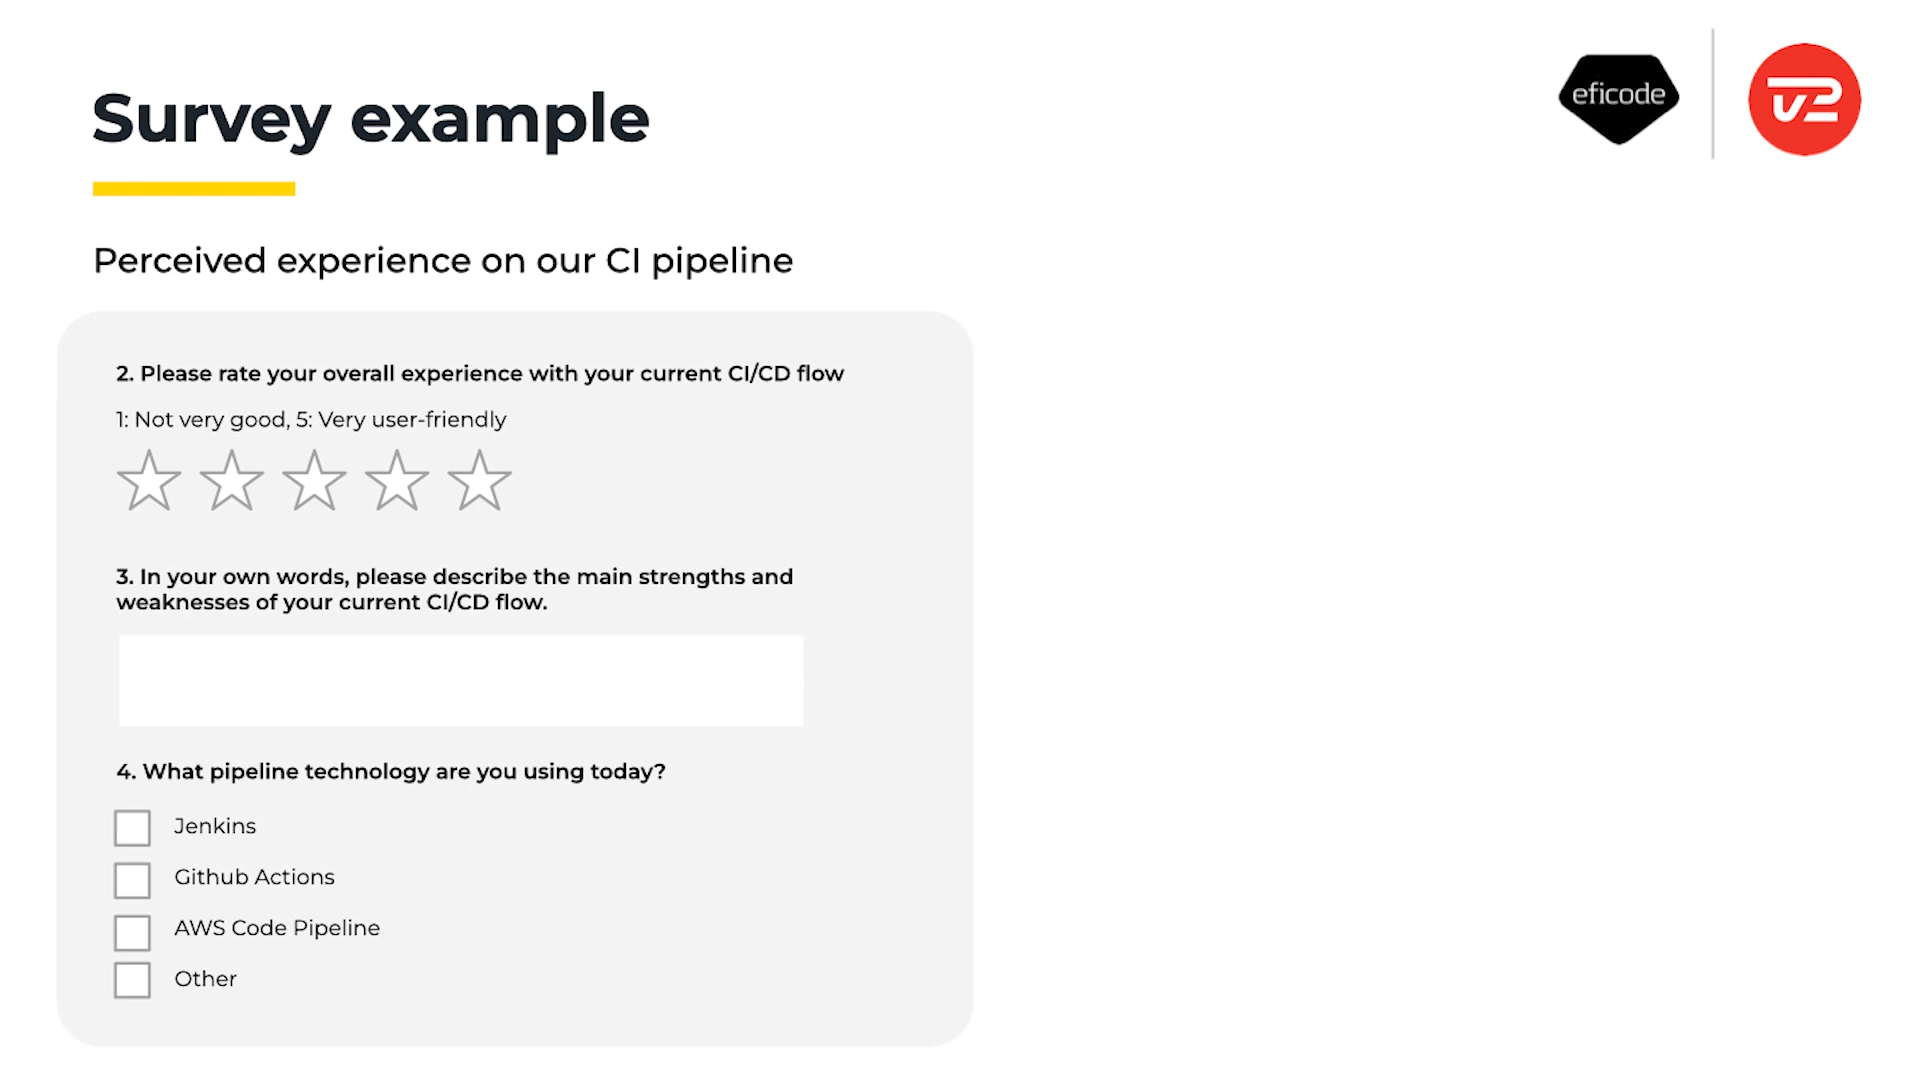 Survey example
eficode
Perceived experience on our CI pipeline
2. Please rate your overall experience with your current CI/CD flow
1: Not very good, 5: Very user-friendly
3. In your own words, please describe the main strengths and
weaknesses of your current CI/CD flow.
4. What pipeline technology are you using today?
Jenkins
Github Actions
AWS Code Pipeline
Other